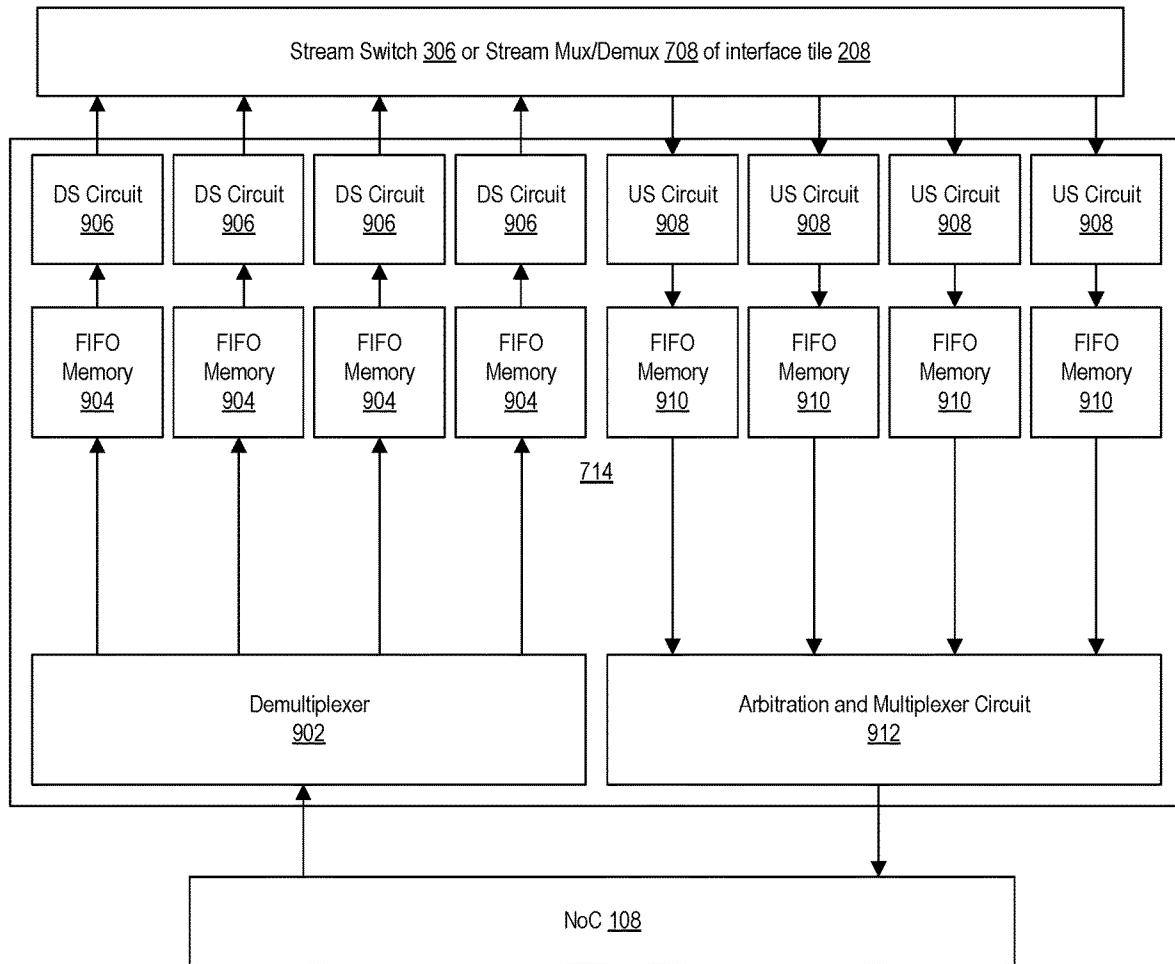 Stream Switch 306 or Stream Mux/Demux 708 of interface tile 208
DS Circuit
906
DS Circuit
906
DS Circuit
906
DS Circuit
906
US Circuit
908
US Circuit
908
US Circuit
908
US Circuit
908
FIFO
Memory
904
FIFO
Memory
904
FIFO
Memory
904
FIFO
Memory
904
FIFO
Memory
910
FIFO
Memory
910
FIFO
Memory
910
FIFO
Memory
910
714
Demultiplexer
902
Arbitration and Multiplexer Circuit
912
NoC 108